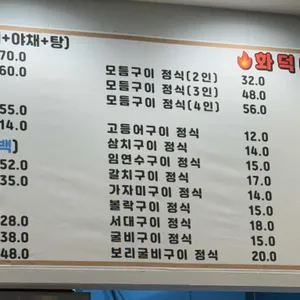 +야채+탕)
70.0
60.0
55.0
14.0
백)
52.0
35.0
28.0
38.0
48.0
🔥화덕
모듬구이 정식(2인) 32.0
모듬구이 정식(3인) 48.0
모듬구이 정식(4인) 56.0
고등어구이 정식 12.0
삼치구이 정식 14.0
임연수구이 정식 15.0
갈치구이 정식 17.0
가자미구이 정식 14.0
볼락구이 정식 15.0
서대구이 정식 18.0
굴비구이 정식 15.0
보리굴비구이 정식 20.0